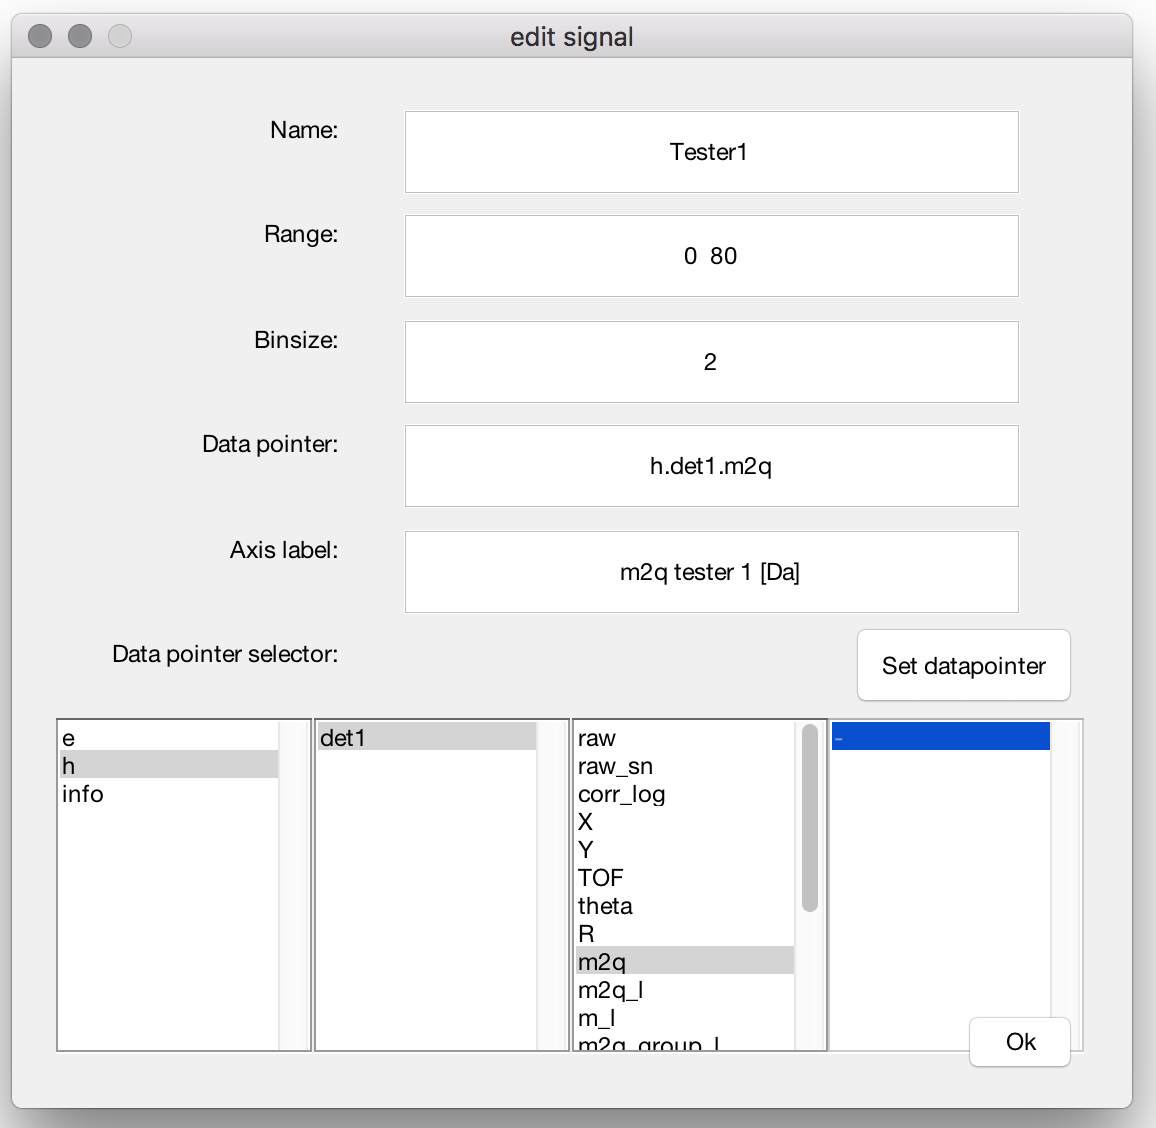 edit signal
Name:
Tester1
Range:
0  80
Binsize:
2
Data pointer:
h.det1.m2q
Axis label:
m2q tester 1 [Da]
Data pointer selector:
Set datapointer
e
h
info
det1
raw
raw_sn
corr_log
X
Y
TOF
theta
R
m2q
m2q_l
m_l
m2q_group_l
-
Ok